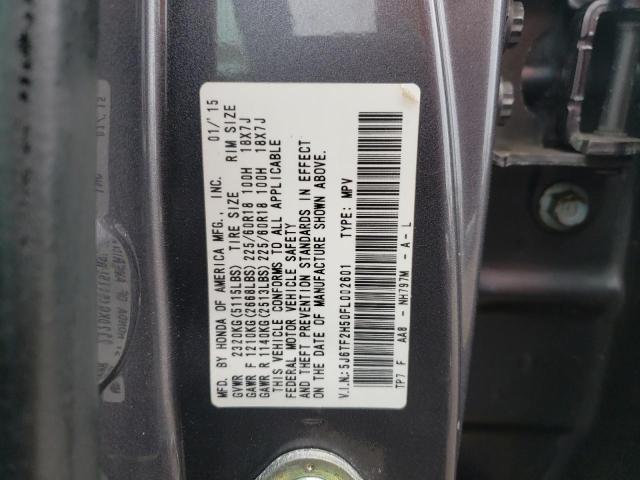 MFD. BY HONDA OF AMERICA MFG., INC. 01/'15
GVWR 2320KG(5115LBS) TIRE SIZE RIM SIZE
GAWR F 1210KG(2668LBS) 225/60R18 100H 18X7J
GAWR R 1140KG(2513LBS) 225/60R18 100H 18X7J
THIS VEHICLE CONFORMS TO ALL APPLICABLE
FEDERAL MOTOR VEHICLE SAFETY
AND THEFT PREVENTION STANDARDS IN EFFECT
ON THE DATE OF MANUFACTURE SHOWN ABOVE.
V.I.N.:5J6TF2H50FL002601 TYPE: MPV
TP7 F AA8 - NH797M - A - L